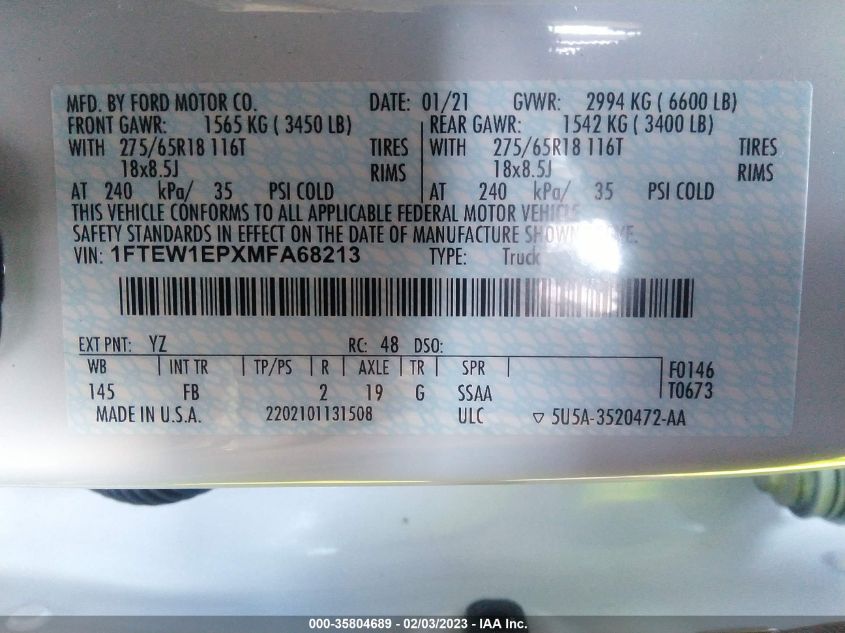 MFD. BY FORD MOTOR CO. DATE: 01/21 GVWR: 2994 KG ( 6600 LB)
FRONT GAWR: 1565 KG ( 3450 LB) REAR GAWR: 1542 KG ( 3400 LB)
WITH 275/65R18 116T TIRES WITH 275/65R18 116T TIRES
18x8.5J RIMS 18x8.5J RIMS
AT 240 kPa/ 35 PSI COLD AT 240 kPa/ 35 PSI COLD
THIS VEHICLE CONFORMS TO ALL APPLICABLE FEDERAL MOTOR VEHICLE
SAFETY STANDARDS IN EFFECT ON THE DATE OF MANUFACTURE SHOWN
VIN: 1FTEW1EPXMFA68213 TYPE: Truck
EXT PNT: YZ RC: 48 DSO:
WB INT TR TP/PS R AXLE TR SPR F0146
145 FB 2 19 G SSAA T0673
MADE IN U.S.A. 2202101131508 ULC ▽ 5U5A-3520472-AA
000-35804689 - 02/03/2023 - IAA Inc.